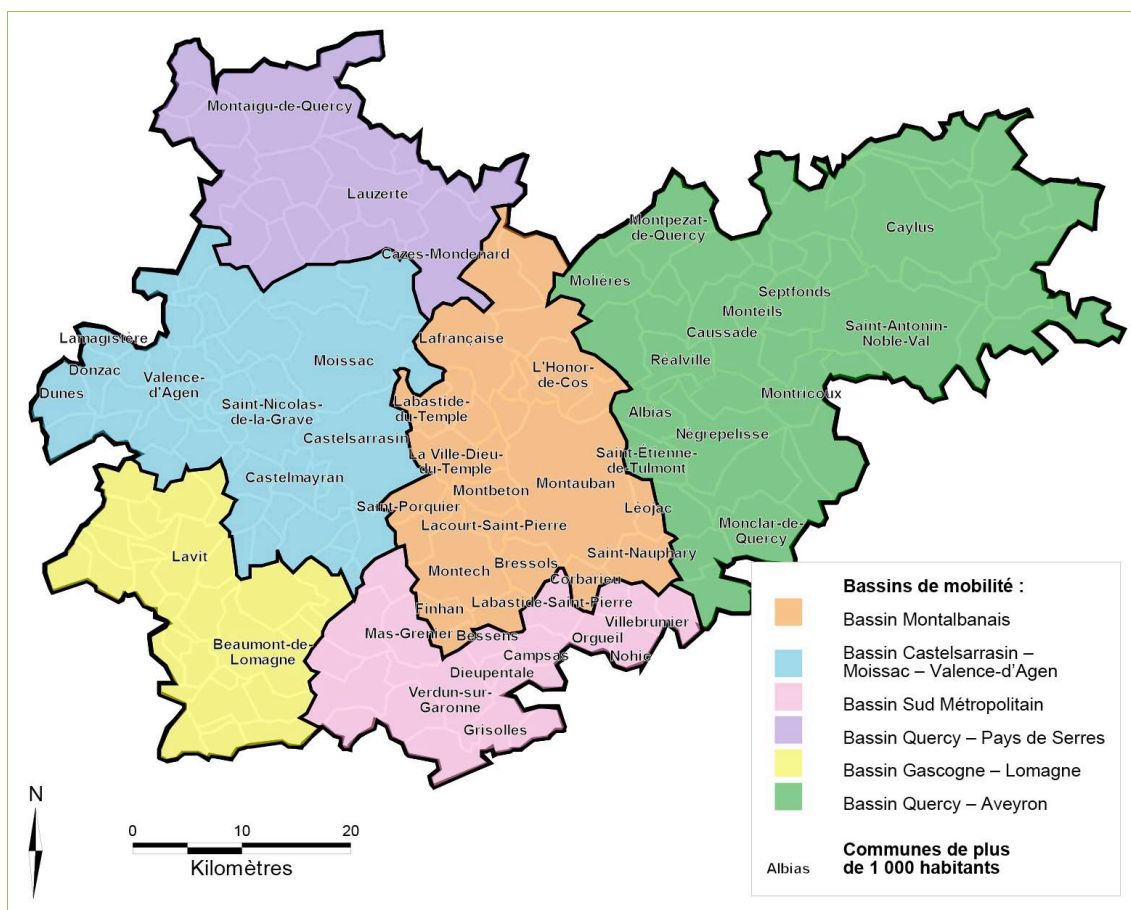 Montaigu-de-Quercy
Lauzerte
Cazes-Mondenard
Montpezat-
de-Quercy
Caylus
Molières
Septfonds
Monteils
Caussade
Saint-Antonin-
Noble-Val
Réalville
Montricoux
Lamagistère
Donzac
Dunes
Valence-
d'Agen
Moissac
Saint-Nicolas-
de-la-Grave
Castelsarrasin
Castelmayran
Saint-Porquier
Lafrançaise
L'Honor-
de-Cos
Labastide-
du-Temple
La Ville-Dieu-
du-Temple
Montbeton
Montauban
Albias
Nègrepelisse
Saint-Étienne-
de-Tulmont
Léojac
Lacourt-Saint-Pierre
Monclar-de-
Quercy
Saint-Nauphary
Bressols
Montech
Corbarieu
Lavit
Finhan
Labastide-Saint-Pierre
Villebrumier
Mas-Grenier
Bessens
Orgueil
Beaumont-de-
Lomagne
Campsas
Nohic
Dieupentale
Verdun-sur-
Garonne
Grisolles
Bassins de mobilité :
Bassin Montalbanais
Bassin Castelsarrasin –
Moissac – Valence-d’Agen
Bassin Sud Métropolitain
Bassin Quercy – Pays de Serres
Bassin Gascogne – Lomagne
Bassin Quercy – Aveyron
Albias
Communes de plus
de 1 000 habitants
N
0 10 20
Kilomètres